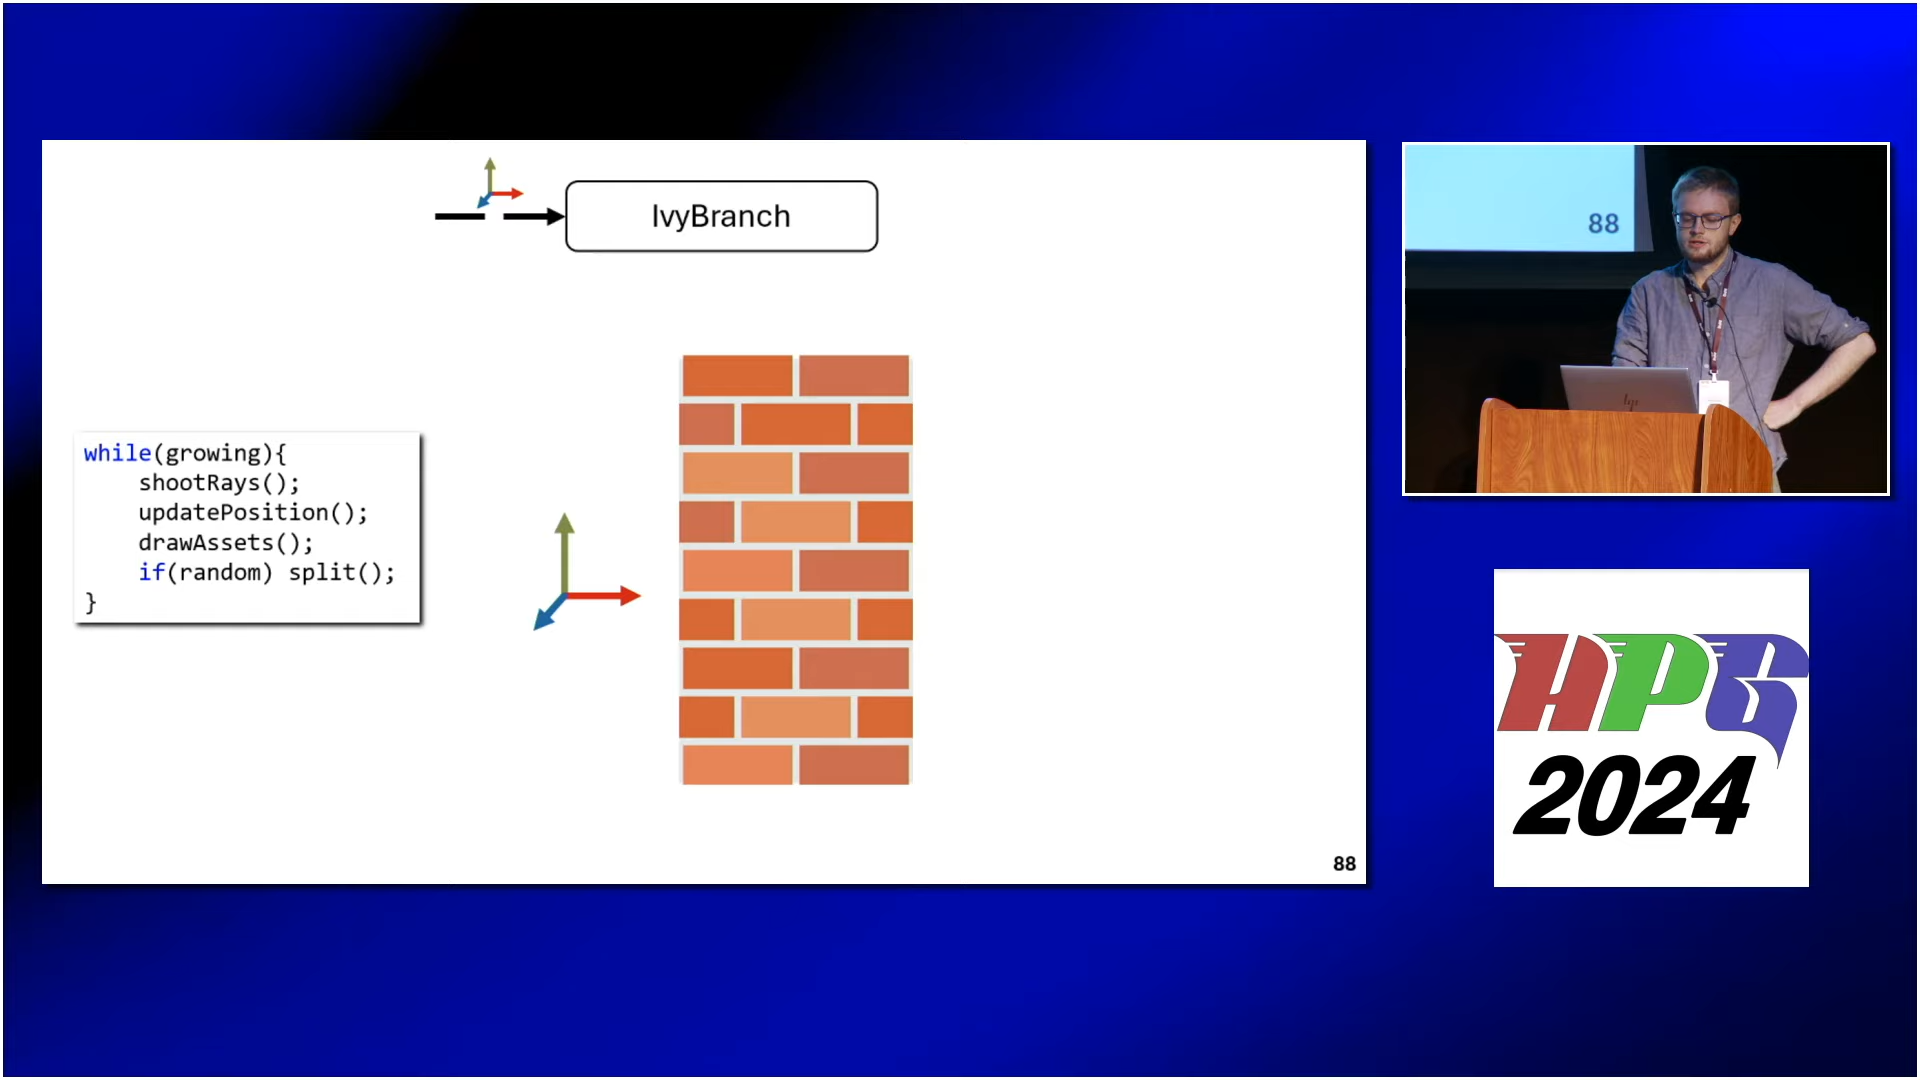 IvyBranch
while(growing){
shootRays();
updatePosition();
drawAssets();
if(random) split();
}
88
88
HPG
2024